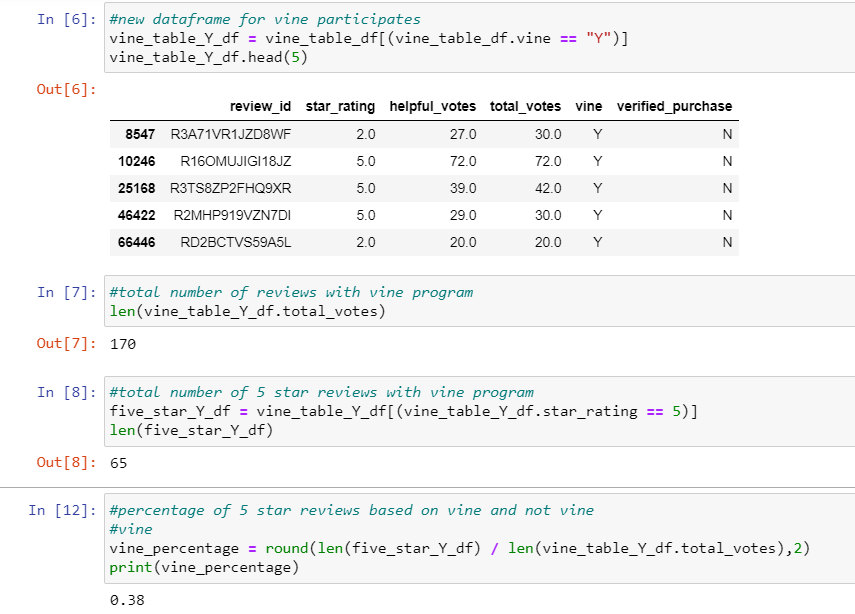 In [6]: #new dataframe for vine participates
vine_table_Y_df = vine_table_df[(vine_table_df.vine == "Y")]
vine_table_Y_df.head(5)
Out[6]:
review_id star_rating helpful_votes total_votes vine verified_purchase
8547 R3A71VR1JZD8WF 2.0 27.0 30.0 Y N
10246 R16OMUJIGI18JZ 5.0 72.0 72.0 Y N
25168 R3TS8ZP2FHQ9XR 5.0 39.0 42.0 Y N
46422 R2MHP919VZN7DI 5.0 29.0 30.0 Y N
66446 RD2BCTVS59A5L 2.0 20.0 20.0 Y N
In [7]: #total number of reviews with vine program
len(vine_table_Y_df.total_votes)
Out[7]: 170
In [8]: #total number of 5 star reviews with vine program
five_star_Y_df = vine_table_Y_df[(vine_table_Y_df.star_rating == 5)]
len(five_star_Y_df)
Out[8]: 65
In [12]: #percentage of 5 star reviews based on vine and not vine
#vine
vine_percentage = round(len(five_star_Y_df) / len(vine_table_Y_df.total_votes),2)
print(vine_percentage)
0.38